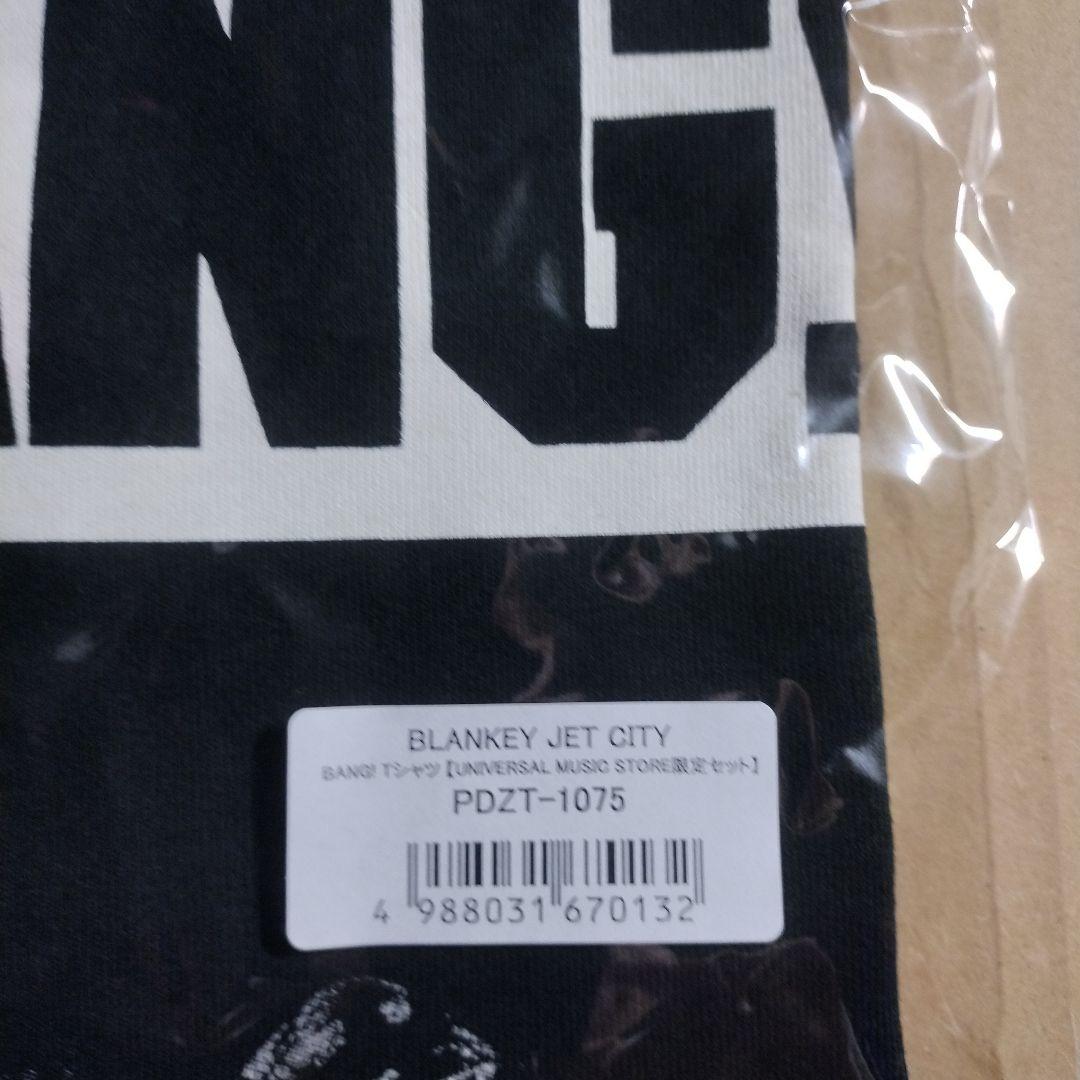 ANG!
BLANKEY JET CITY
BANG! Tシャツ【UNIVERSAL MUSIC STORE限定セット】
PDZT-1075
4 988031 670132